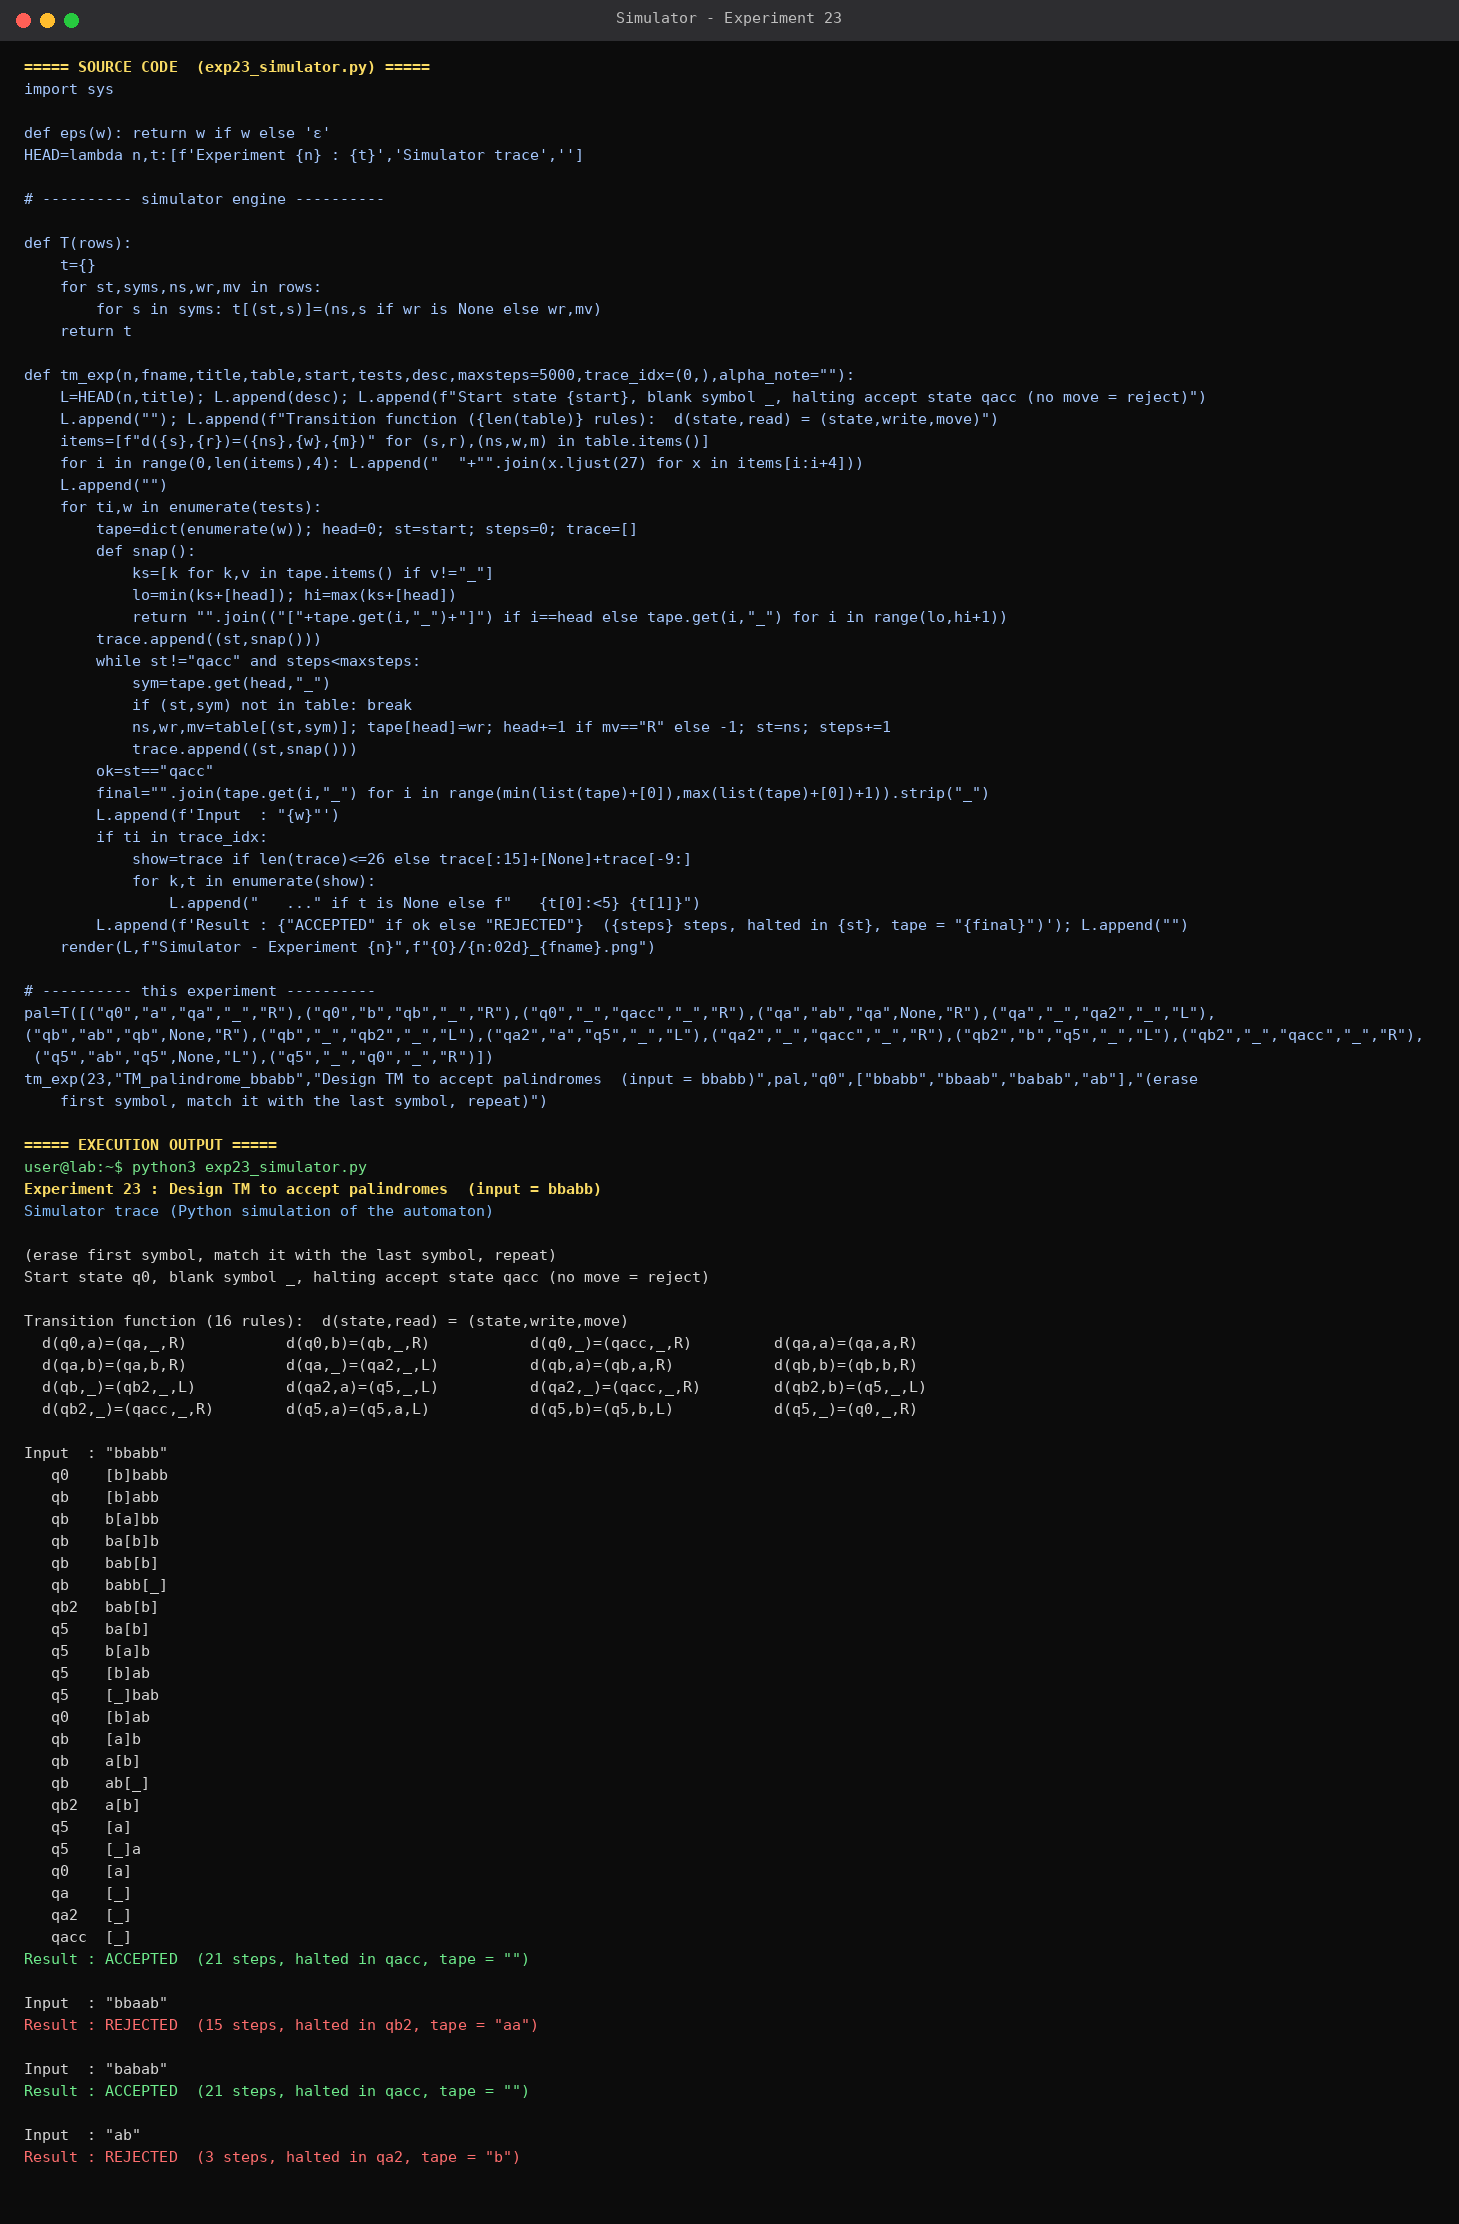 Simulator - Experiment 23
===== SOURCE CODE  (exp23_simulator.py) =====
import sys

def eps(w): return w if w else 'ε'
HEAD=lambda n,t:[f'Experiment {n} : {t}','Simulator trace','']

# ---------- simulator engine ----------

def T(rows):
    t={}
    for st,syms,ns,wr,mv in rows:
        for s in syms: t[(st,s)]=(ns,s if wr is None else wr,mv)
    return t

def tm_exp(n,fname,title,table,start,tests,desc,maxsteps=5000,trace_idx=(0,),alpha_note=""):
    L=HEAD(n,title); L.append(desc); L.append(f"Start state {start}, blank symbol _, halting accept state qacc (no move = reject)")
    L.append(""); L.append(f"Transition function ({len(table)} rules):  d(state,read) = (state,write,move)")
    items=[f"d({s},{r})=({ns},{w},{m})" for (s,r),(ns,w,m) in table.items()]
    for i in range(0,len(items),4): L.append("  "+"".join(x.ljust(27) for x in items[i:i+4]))
    L.append("")
    for ti,w in enumerate(tests):
        tape=dict(enumerate(w)); head=0; st=start; steps=0; trace=[]
        def snap():
            ks=[k for k,v in tape.items() if v!="_"]
            lo=min(ks+[head]); hi=max(ks+[head])
            return "".join(("["+tape.get(i,"_")+"]") if i==head else tape.get(i,"_") for i in range(lo,hi+1))
        trace.append((st,snap()))
        while st!="qacc" and steps<maxsteps:
            sym=tape.get(head,"_")
            if (st,sym) not in table: break
            ns,wr,mv=table[(st,sym)]; tape[head]=wr; head+=1 if mv=="R" else -1; st=ns; steps+=1
            trace.append((st,snap()))
        ok=st=="qacc"
        final="".join(tape.get(i,"_") for i in range(min(list(tape)+[0]),max(list(tape)+[0])+1)).strip("_")
        L.append(f'Input  : "{w}"')
        if ti in trace_idx:
            show=trace if len(trace)<=26 else trace[:15]+[None]+trace[-9:]
            for k,t in enumerate(show):
                L.append("   ..." if t is None else f"   {t[0]:<5} {t[1]}")
        L.append(f'Result : {"ACCEPTED" if ok else "REJECTED"}  ({steps} steps, halted in {st}, tape = "{final}")'); L.append("")
    render(L,f"Simulator - Experiment {n}",f"{O}/{n:02d}_{fname}.png")

# ---------- this experiment ----------
pal=T([("q0","a","qa","_","R"),("q0","b","qb","_","R"),("q0","_","qacc","_","R"),("qa","ab","qa",None,"R"),("qa","_","qa2","_","L"),
("qb","ab","qb",None,"R"),("qb","_","qb2","_","L"),("qa2","a","q5","_","L"),("qa2","_","qacc","_","R"),("qb2","b","q5","_","L"),("qb2","_","qacc","_","R"),
 ("q5","ab","q5",None,"L"),("q5","_","q0","_","R")])
tm_exp(23,"TM_palindrome_bbabb","Design TM to accept palindromes  (input = bbabb)",pal,"q0",["bbabb","bbaab","babab","ab"],"(erase
    first symbol, match it with the last symbol, repeat)")

===== EXECUTION OUTPUT =====
user@lab:~$ python3 exp23_simulator.py
Experiment 23 : Design TM to accept palindromes  (input = bbabb)
Simulator trace (Python simulation of the automaton)

(erase first symbol, match it with the last symbol, repeat)
Start state q0, blank symbol _, halting accept state qacc (no move = reject)

Transition function (16 rules):  d(state,read) = (state,write,move)
  d(q0,a)=(qa,_,R)           d(q0,b)=(qb,_,R)           d(q0,_)=(qacc,_,R)         d(qa,a)=(qa,a,R)
  d(qa,b)=(qa,b,R)           d(qa,_)=(qa2,_,L)          d(qb,a)=(qb,a,R)           d(qb,b)=(qb,b,R)
  d(qb,_)=(qb2,_,L)          d(qa2,a)=(q5,_,L)          d(qa2,_)=(qacc,_,R)        d(qb2,b)=(q5,_,L)
  d(qb2,_)=(qacc,_,R)        d(q5,a)=(q5,a,L)           d(q5,b)=(q5,b,L)           d(q5,_)=(q0,_,R)

Input  : "bbabb"
   q0    [b]babb
   qb    [b]abb
   qb    b[a]bb
   qb    ba[b]b
   qb    bab[b]
   qb    babb[_]
   qb2   bab[b]
   q5    ba[b]
   q5    b[a]b
   q5    [b]ab
   q5    [_]bab
   q0    [b]ab
   qb    [a]b
   qb    a[b]
   qb    ab[_]
   qb2   a[b]
   q5    [a]
   q5    [_]a
   q0    [a]
   qa    [_]
   qa2   [_]
   qacc  [_]
Result : ACCEPTED  (21 steps, halted in qacc, tape = "")

Input  : "bbaab"
Result : REJECTED  (15 steps, halted in qb2, tape = "aa")

Input  : "babab"
Result : ACCEPTED  (21 steps, halted in qacc, tape = "")

Input  : "ab"
Result : REJECTED  (3 steps, halted in qa2, tape = "b")